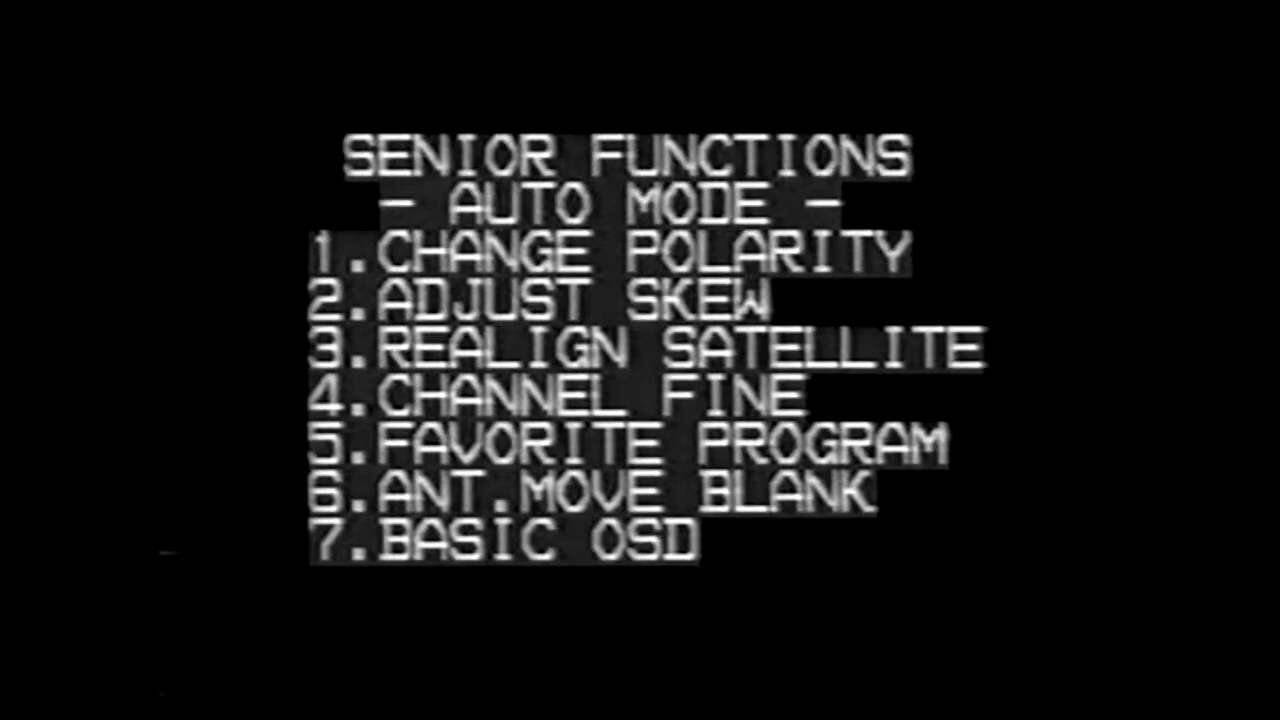 SENIOR FUNCTIONS
- AUTO MODE -
1.CHANGE POLARITY
2.ADJUST SKEW
3.REALIGN SATELLITE
4.CHANNEL FINE
5.FAVORITE PROGRAM
6.ANT.MOVE BLANK
7.BASIC OSD